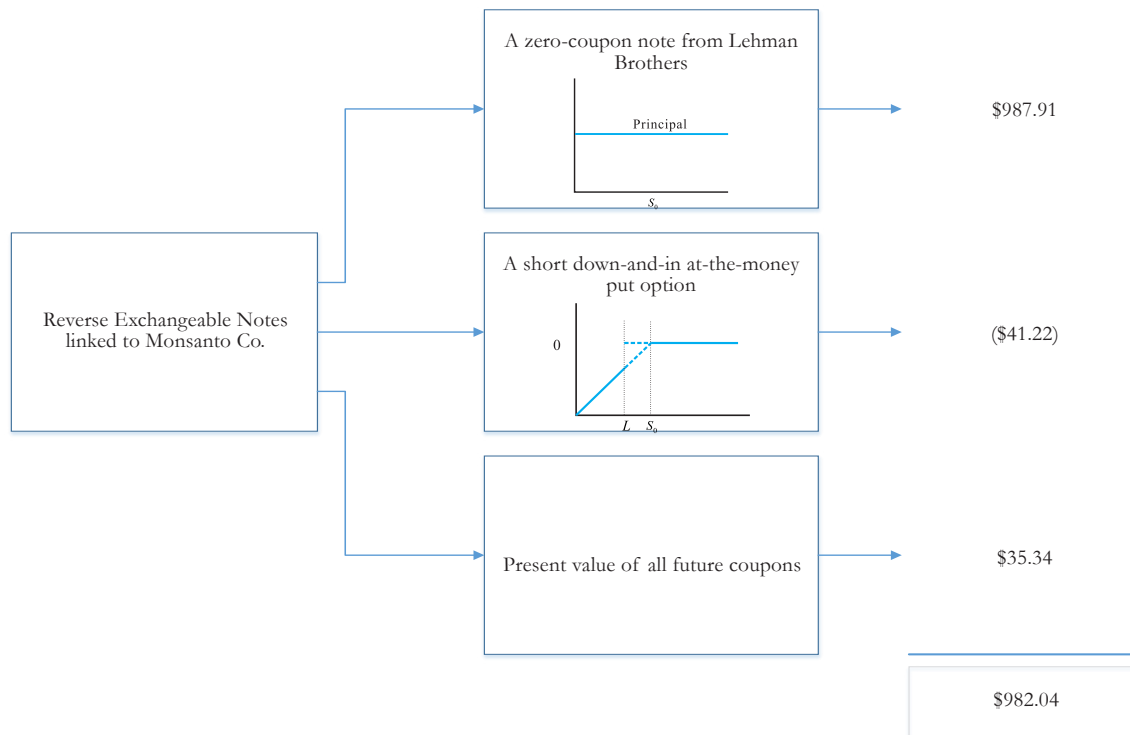 A zero-coupon note from Lehman
Brothers
Principal
S0
$987.91
Reverse Exchangeable Notes
linked to Monsanto Co.
A short down-and-in at-the-money
put option
0
L S0
($41.22)
Present value of all future coupons
$35.34
$982.04